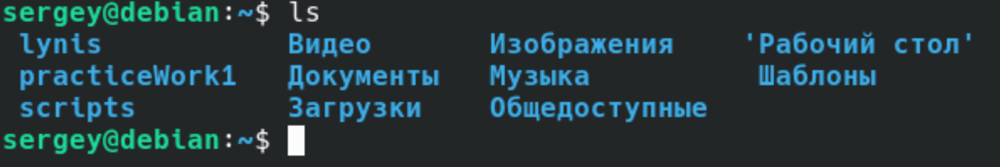 sergey@debian:~$ ls
lynis Видео Изображения 'Рабочий стол'
practiceWork1 Документы Музыка Шаблоны
scripts Загрузки Общедоступные
sergey@debian:~$